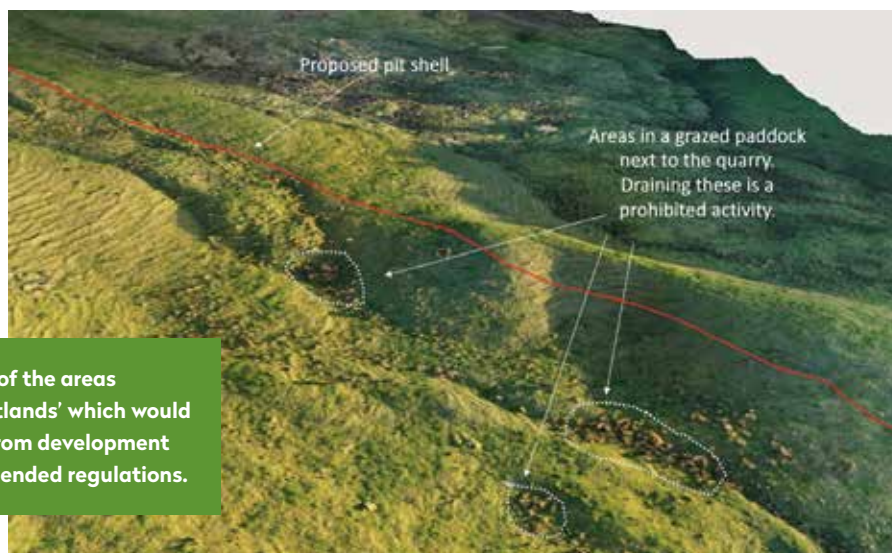 Proposed pit shell
Areas in a grazed paddock
next to the quarry.
Draining these is a
prohibited activity.
of the areas
tlands’ which would
rom development
ended regulations.